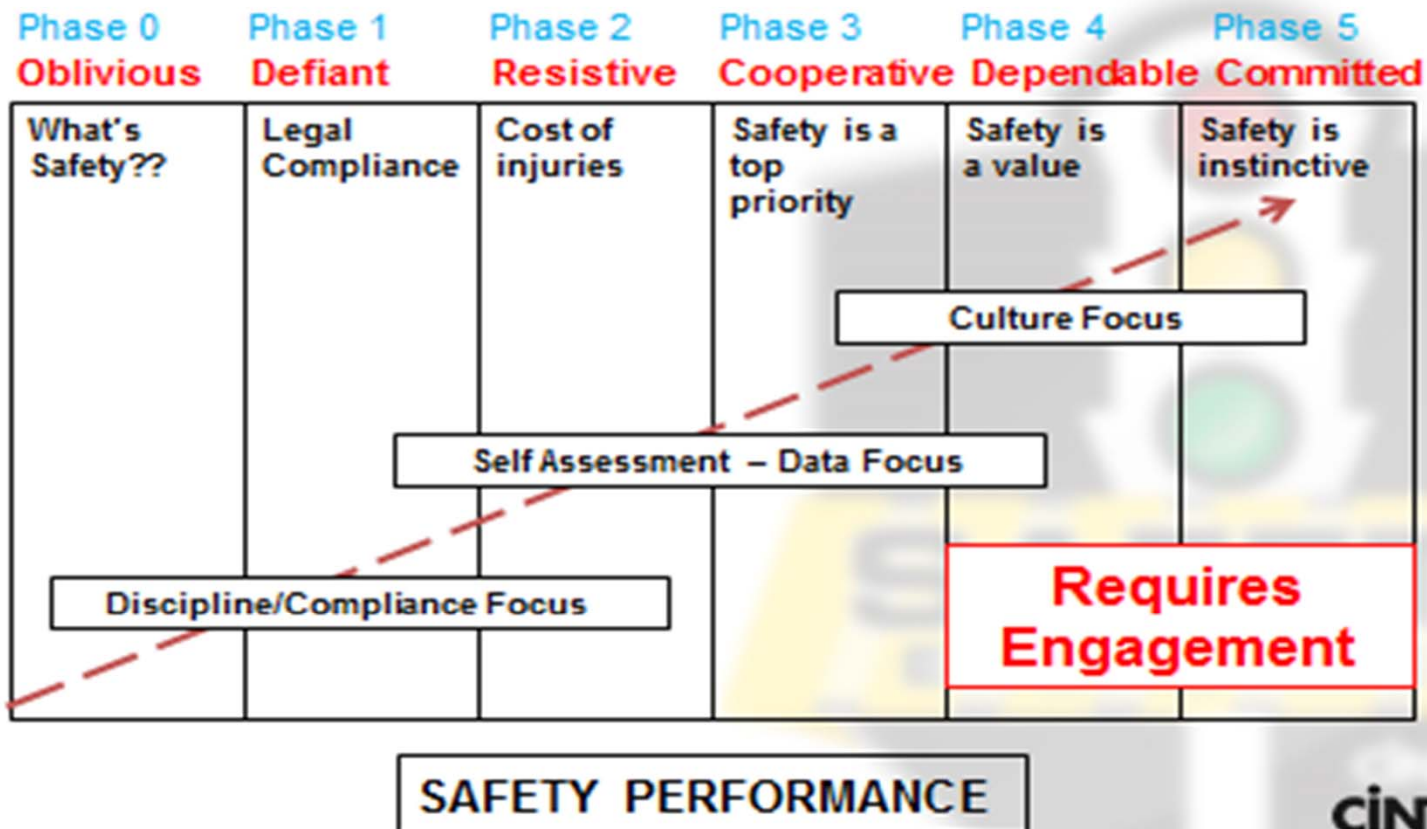 Phase 0 Phase 1 Phase 2 Phase 3 Phase 4 Phase 5
Oblivious Defiant Resistive Cooperative Dependable Committed
What's
Safety??
Legal
Compliance
Cost of
injuries
Safety is a
top
priority
Safety is
a value
Safety is
instinctive
Culture Focus
Self Assessment – Data Focus
Discipline/Compliance Focus
Requires
Engagement
SAFETY PERFORMANCE